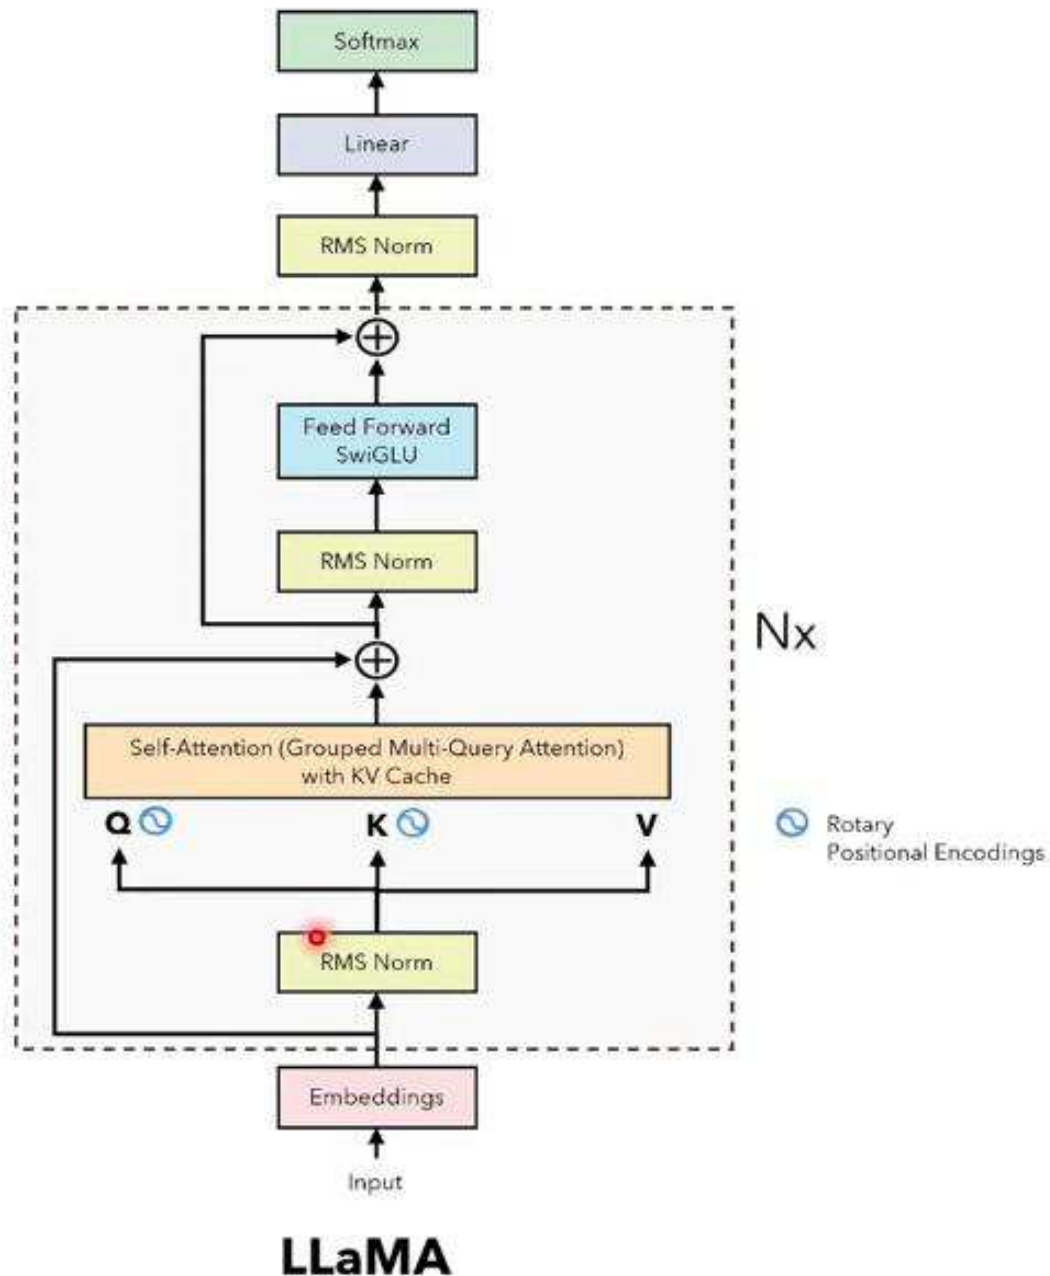 Softmax
Linear
RMS Norm
Feed Forward
SwiGLU
RMS Norm
Nx
Self-Attention (Grouped Multi-Query Attention)
with KV Cache
Q K V
Rotary
Positional Encodings
RMS Norm
Embeddings
Input
LLaMA